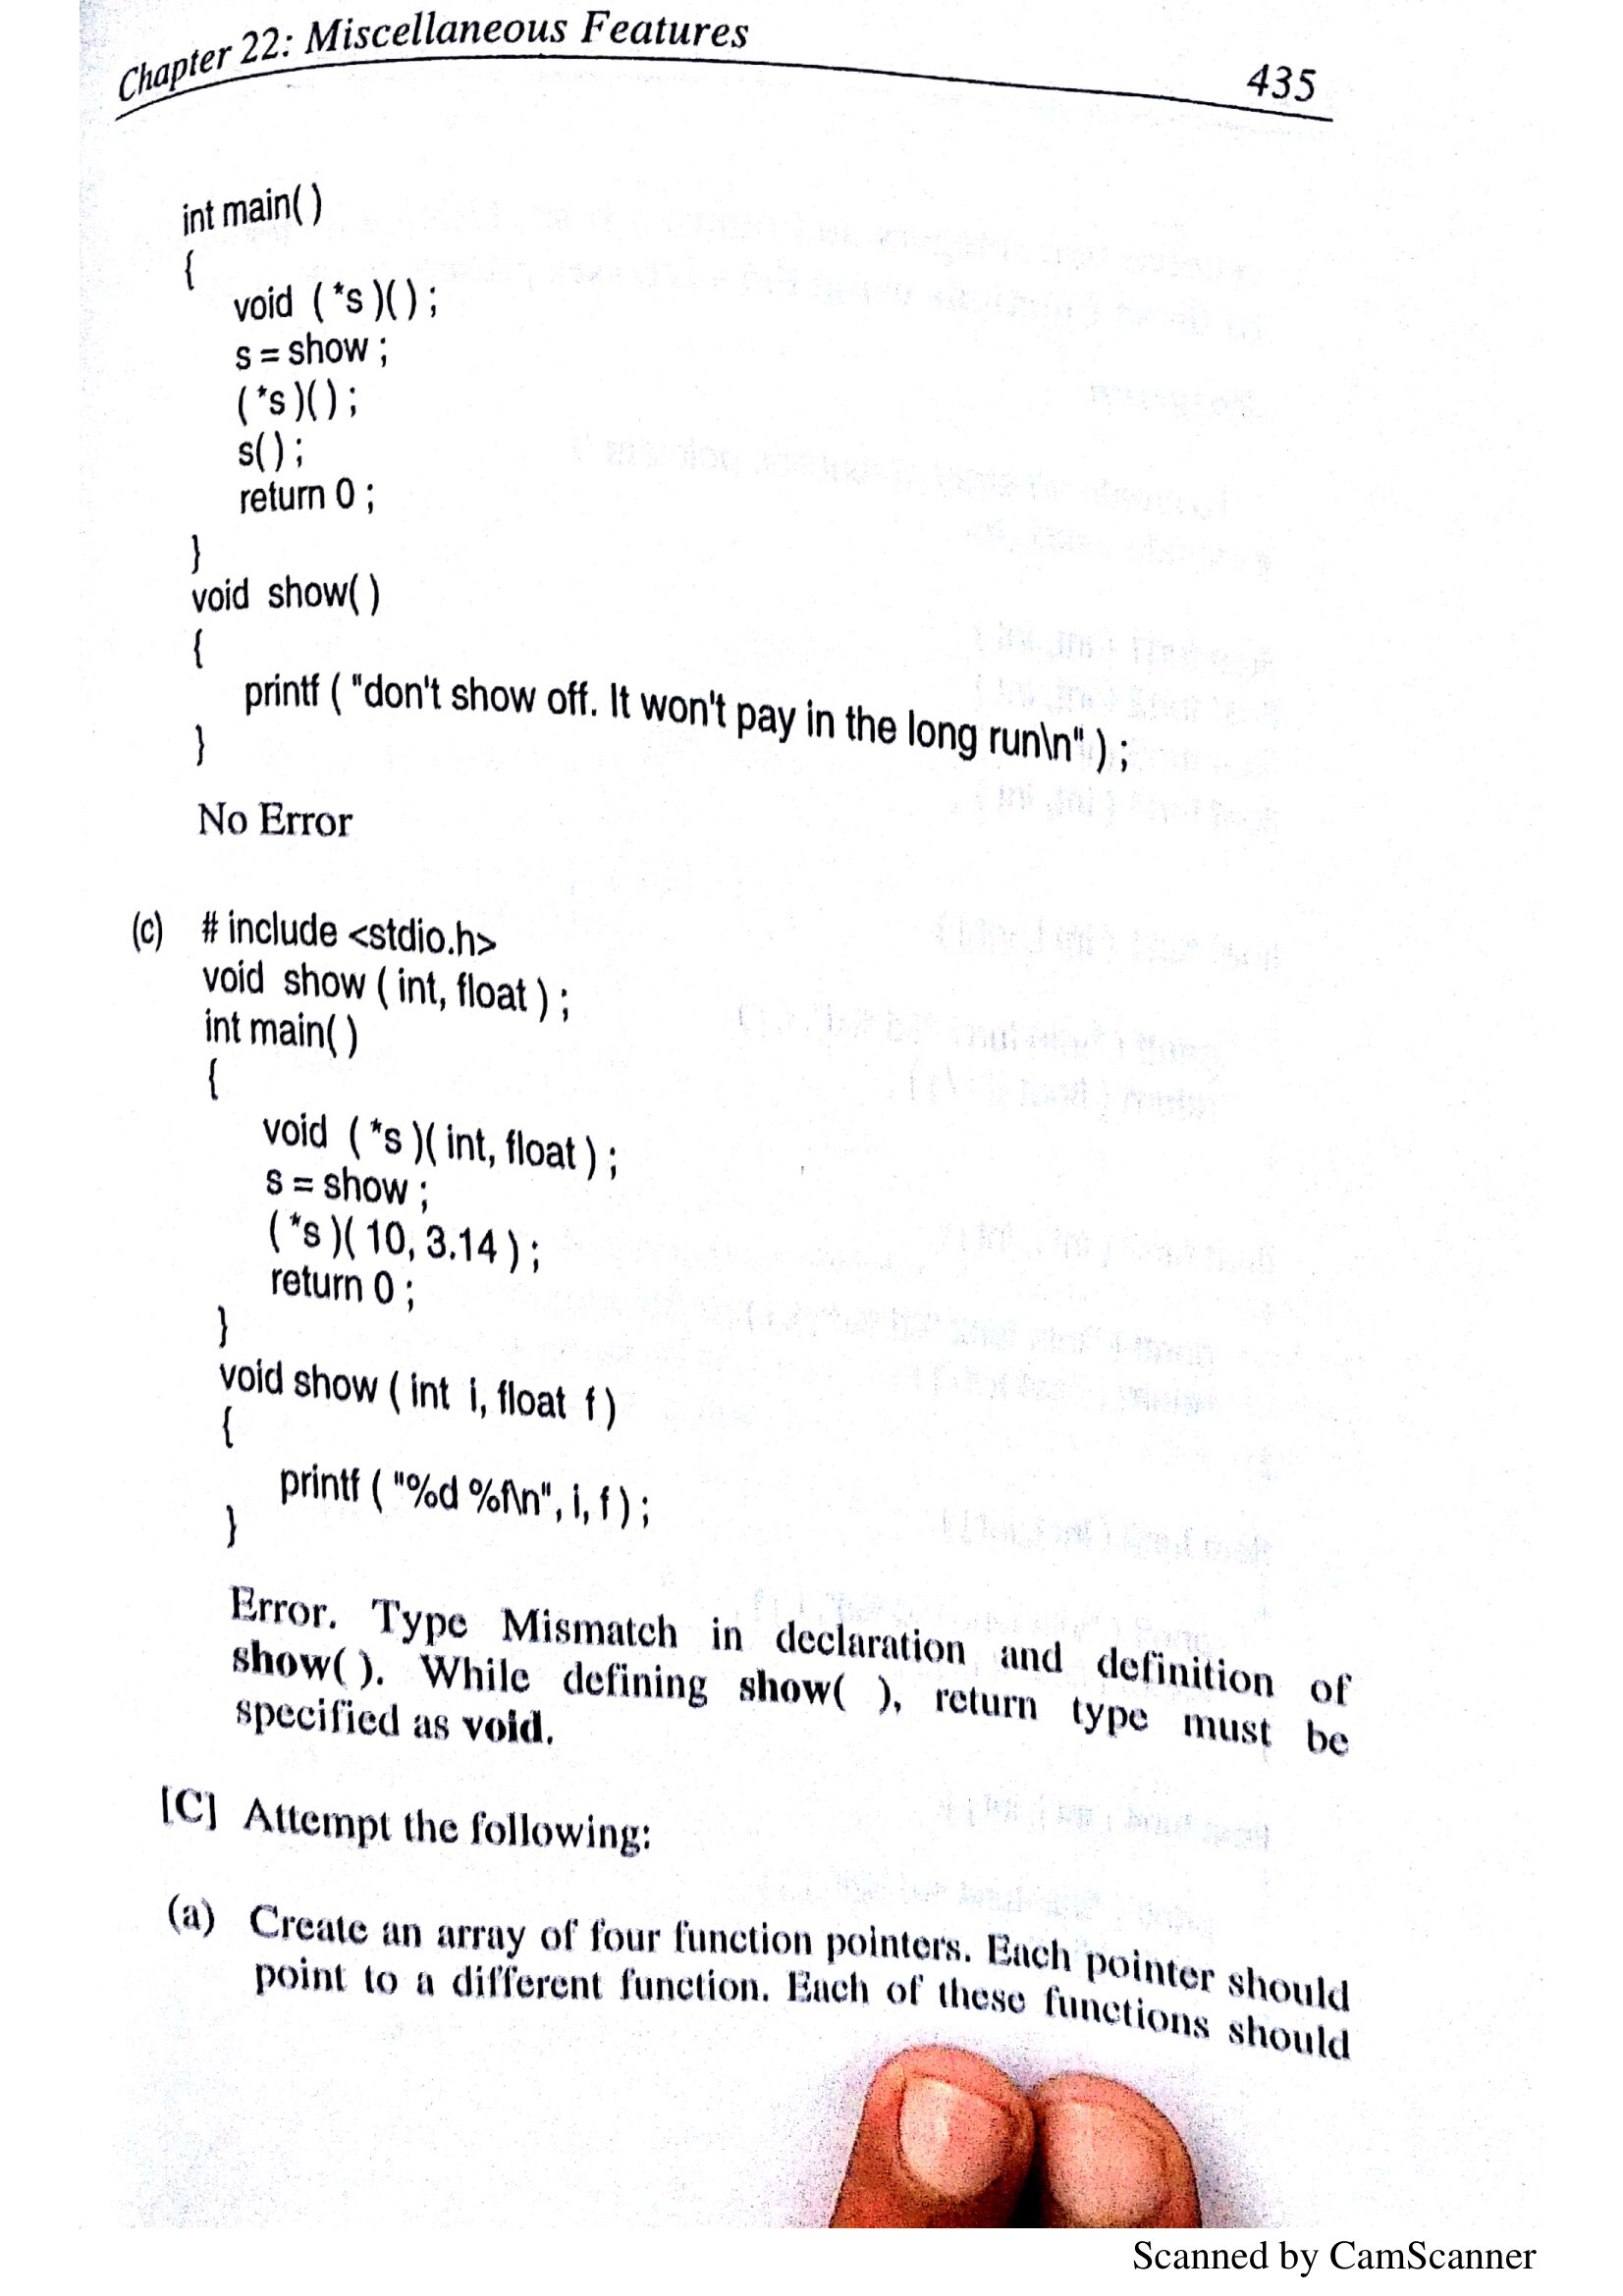 Chapter 22: Miscellaneous Features 435
int main( )
{
void ( *s )( ) ;
s = show ;
( *s )( ) ;
s( ) ;
return 0 ;
}
void show( )
{
printf ( "don't show off. It won't pay in the long run\n" ) ;
}
No Error
(c) # include <stdio.h>
void show ( int, float ) ;
int main( )
{
void ( *s )( int, float ) ;
s = show ;
( *s )( 10, 3.14 ) ;
return 0 ;
}
void show ( int i, float f )
{
printf ( "%d %f\n", i, f ) ;
}
Error. Type Mismatch in declaration and definition of
show( ). While defining show( ), return type must be
specified as void.
[C] Attempt the following:
(a) Create an array of four function pointers. Each pointer should
point to a different function. Each of these functions should
Scanned by CamScanner